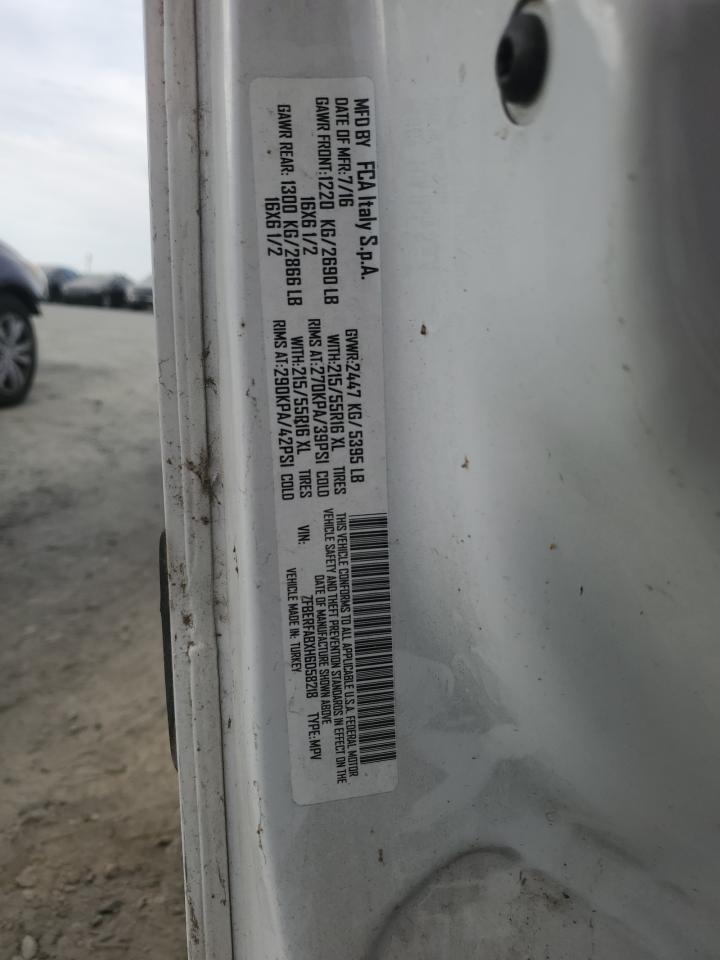 MFD BY FCA Italy S.p.A.
DATE OF MFR:7/16 GVWR:2447 KG/5395 LB
GAWR FRONT:1220 KG/2690 LB WITH:215/55R16 XL TIRES
16X6 1/2 RIMS AT:270KPA/39PSI COLD
GAWR REAR: 1300 KG/2866 LB WITH:215/55R16 XL TIRES
16X6 1/2 RIMS AT:290KPA/42PSI COLD
THIS VEHICLE CONFORMS TO ALL APPLICABLE U.S.A. FEDERAL MOTOR
VEHICLE SAFETY AND THEFT PREVENTION STANDARDS IN EFFECT ON THE
DATE OF MANUFACTURE SHOWN ABOVE
VIN: ZFBERFABXH6D58218 TYPE:MPV
VEHICLE MADE IN: TURKEY